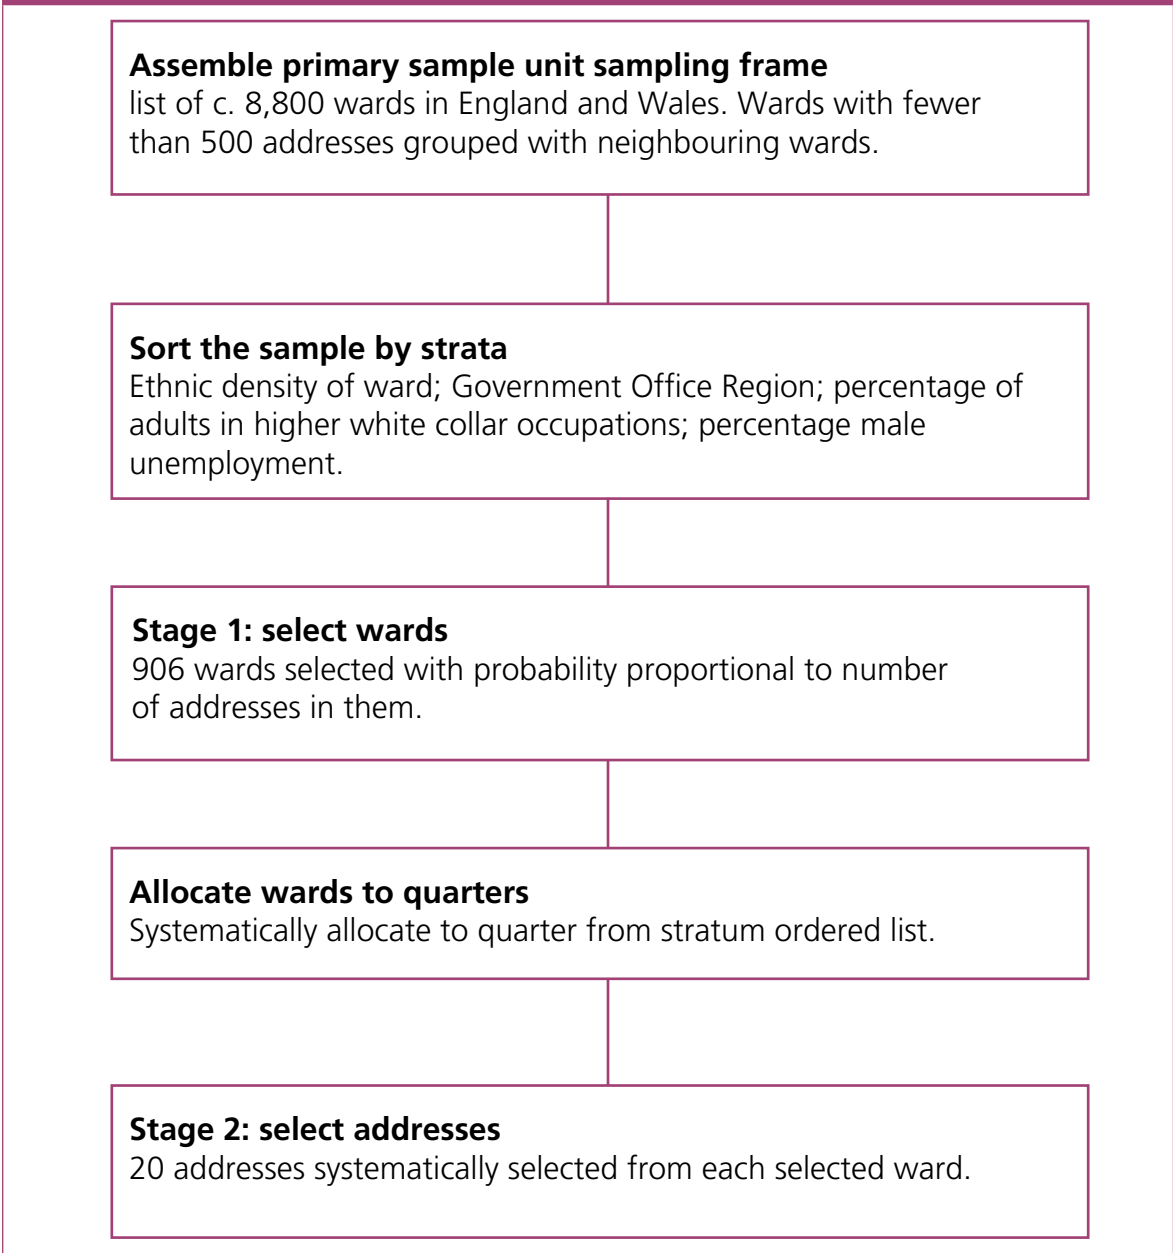 Assemble primary sample unit sampling frame
list of c. 8,800 wards in England and Wales. Wards with fewer
than 500 addresses grouped with neighbouring wards.
Sort the sample by strata
Ethnic density of ward; Government Office Region; percentage of
adults in higher white collar occupations; percentage male
unemployment.
Stage 1: select wards
906 wards selected with probability proportional to number
of addresses in them.
Allocate wards to quarters
Systematically allocate to quarter from stratum ordered list.
Stage 2: select addresses
20 addresses systematically selected from each selected ward.